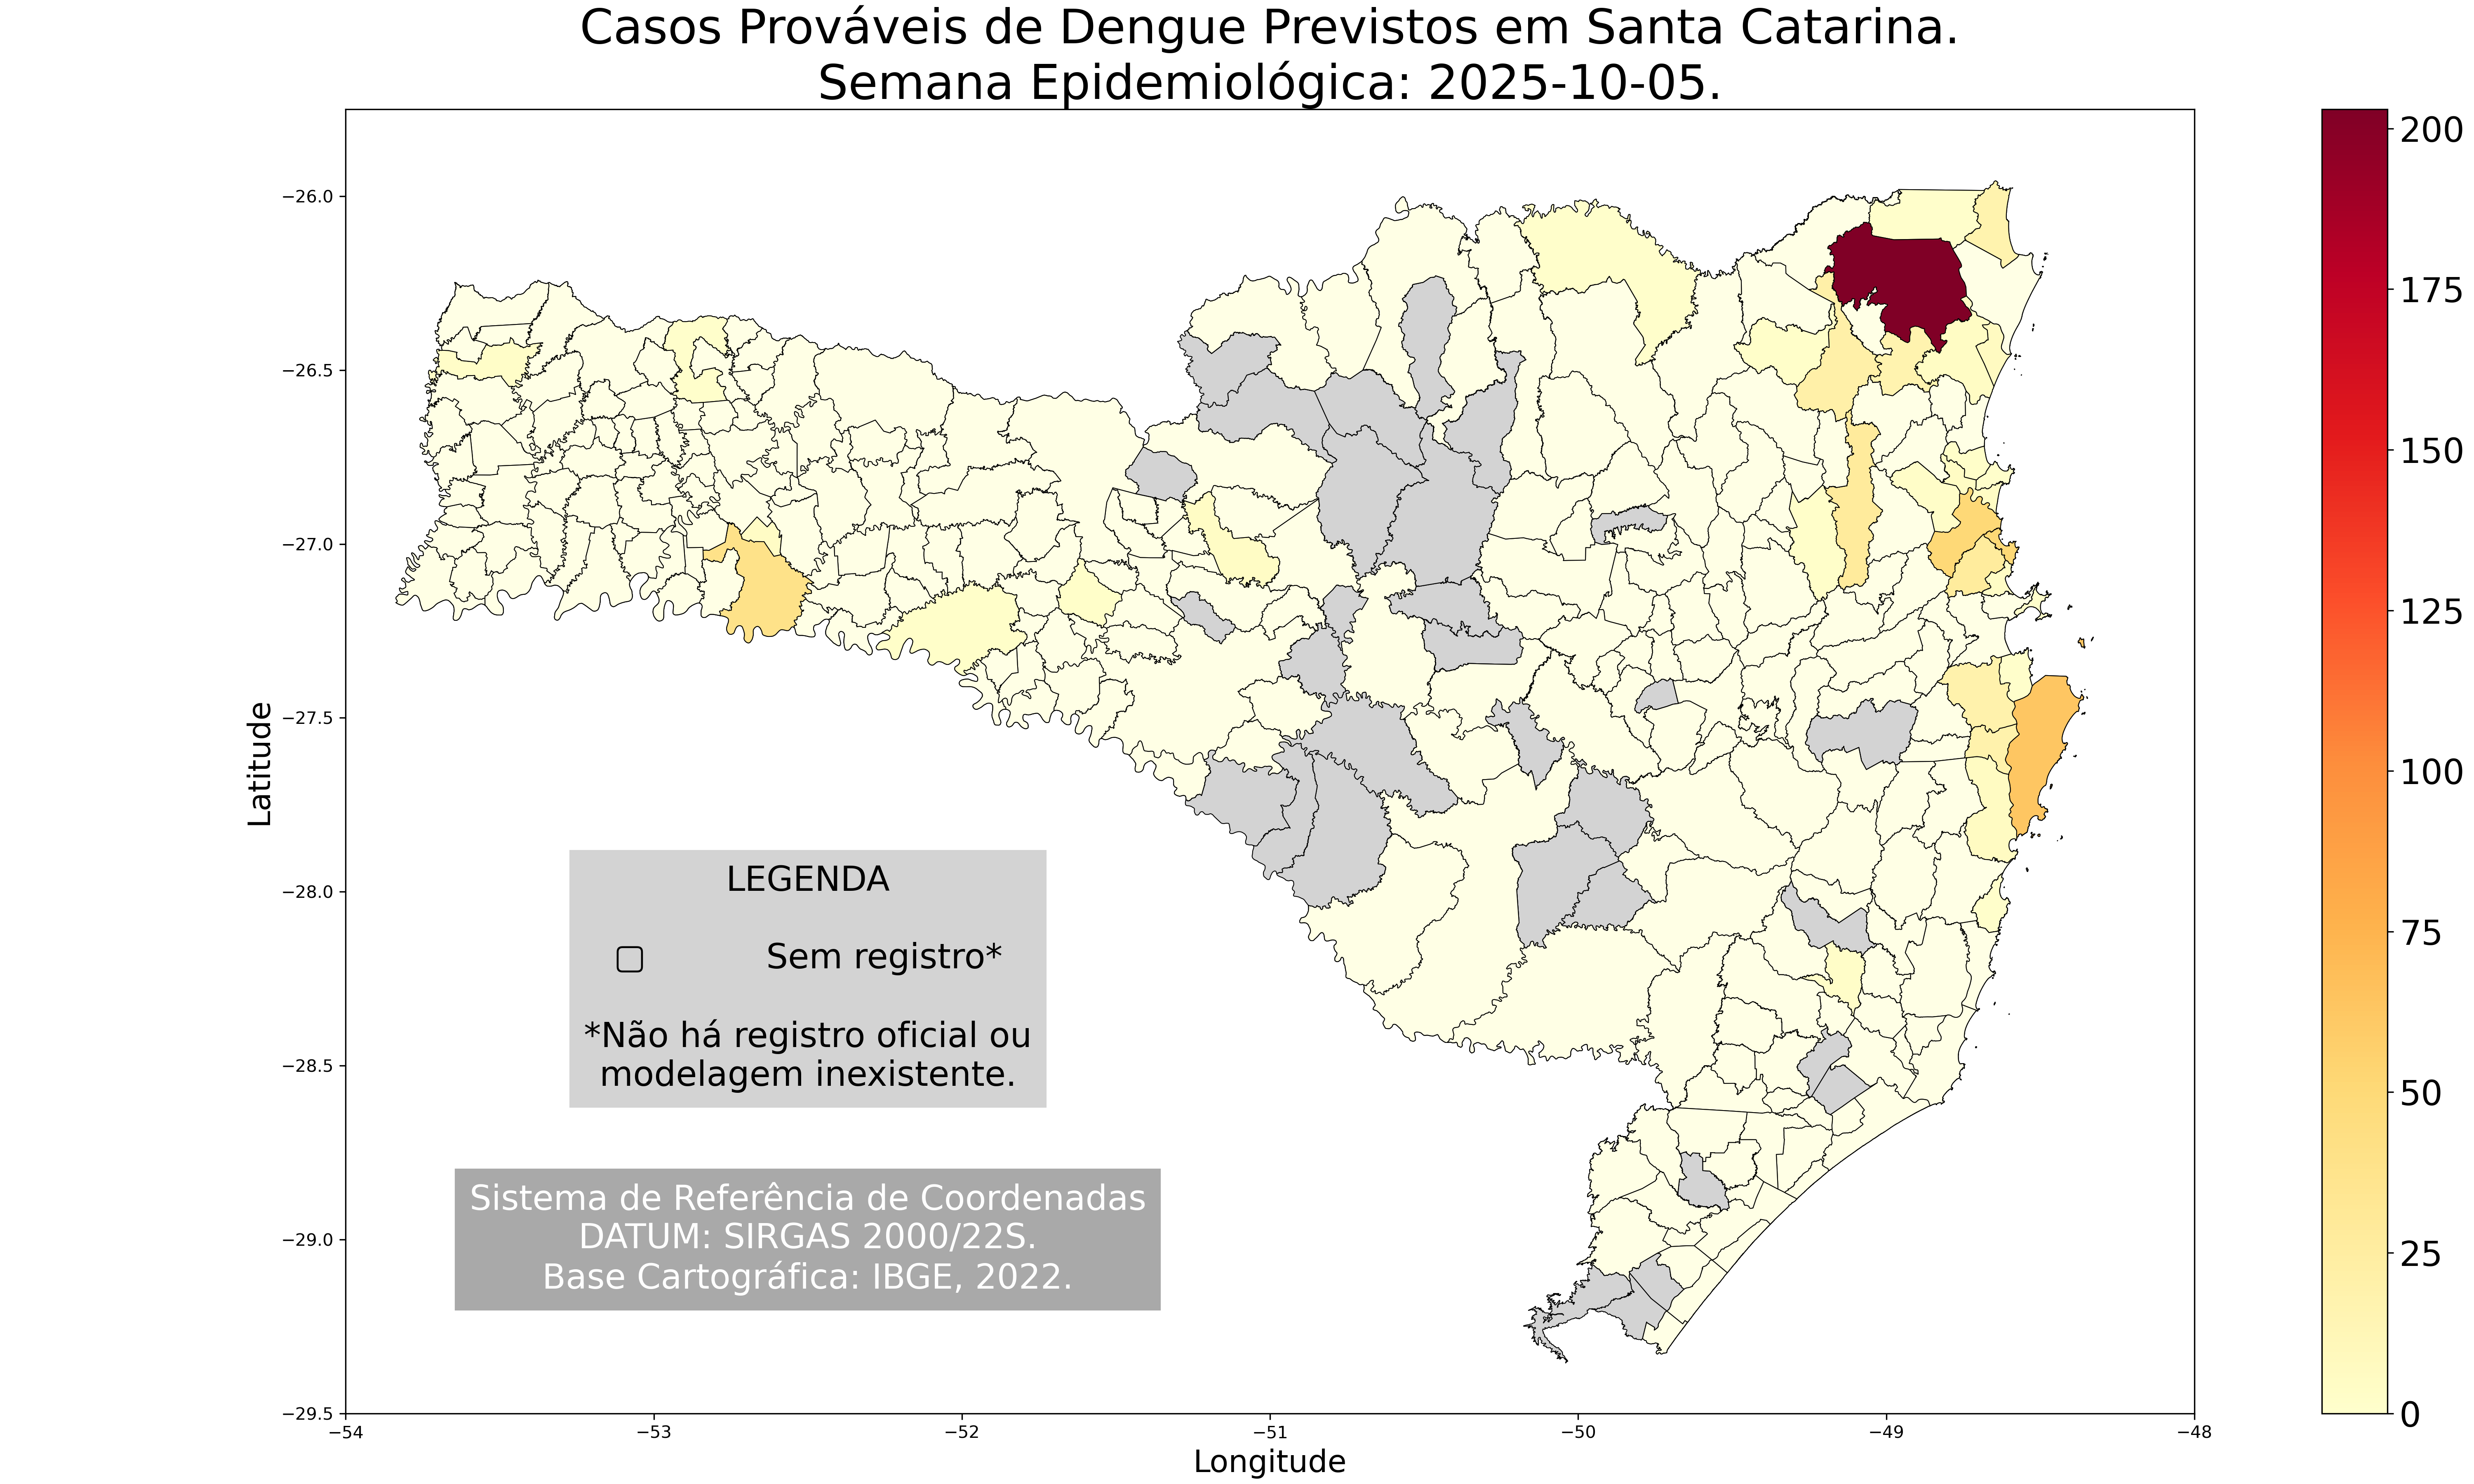 Casos Prováveis de Dengue Previstos em Santa Catarina.
Semana Epidemiológica: 2025-10-05.
200
175
150
125
100
75
50
25
0
−26.0
−26.5
−27.0
−27.5
−28.0
−28.5
−29.0
−29.5
Latitude
LEGENDA
Sem registro*
*Não há registro oficial ou
modelagem inexistente.
Sistema de Referência de Coordenadas
DATUM: SIRGAS 2000/22S.
Base Cartográfica: IBGE, 2022.
−54
−53
−52
−51
−50
−49
−48
Longitude